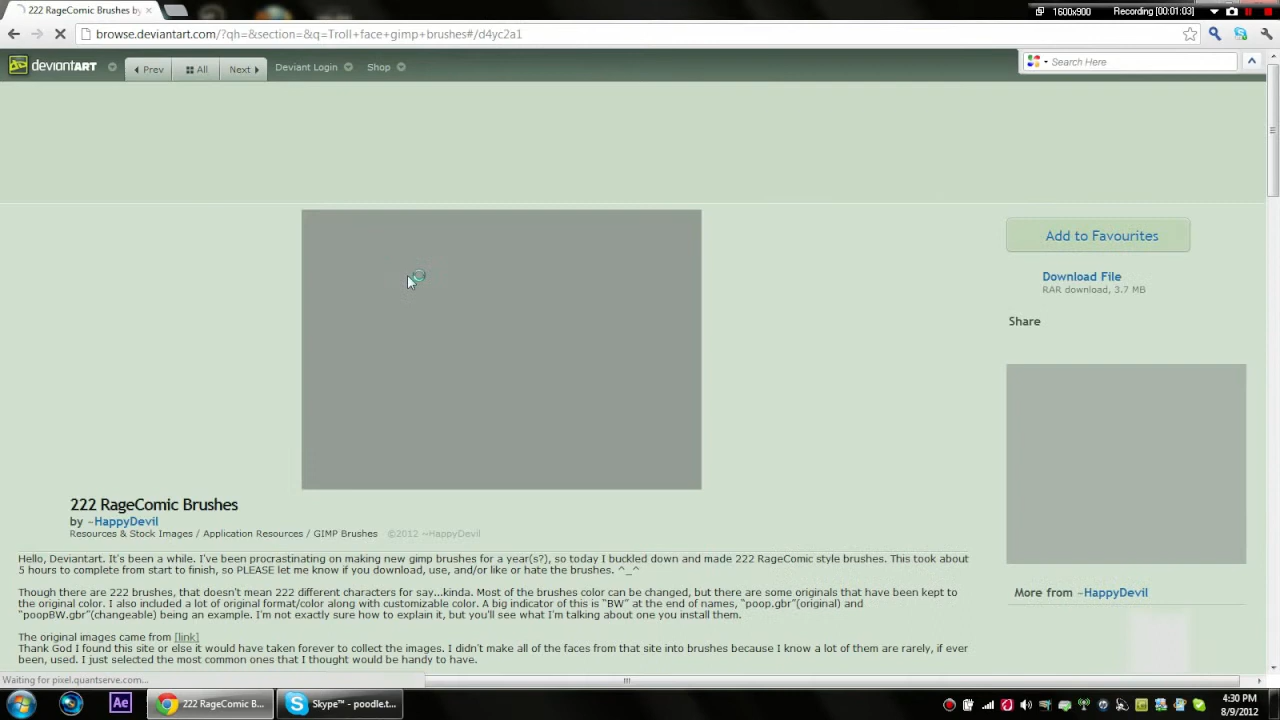 222 RageComic Brushes by
1600x900
Recording [00:01:03]
browse.deviantart.com/?qh=&section=&q=Troll+face+gimp+brushes#/d4yc2a1
deviantART
Prev
All
Next
Deviant Login
Shop
Search Here
Add to Favourites
Download File
RAR download, 3.7 MB
Share
222 RageComic Brushes
by ~HappyDevil
Resources & Stock Images / Application Resources / GIMP Brushes ©2012 ~HappyDevil
Hello, Deviantart. It's been a while. I've been procrastinating on making new gimp brushes for a year(s?), so today I buckled down and made 222 RageComic style brushes. This took about
5 hours to complete from start to finish, so PLEASE let me know if you download, use, and/or like or hate the brushes. ^_^
Though there are 222 brushes, that doesn't mean 222 different characters for say...kinda. Most of the brushes color can be changed, but there are some originals that have been kept to
the original color. I also included a lot of original format/color along with customizable color. A big indicator of this is "BW" at the end of names, "poop.gbr"(original) and
"poopBW.gbr"(changeable) being an example. I'm not exactly sure how to explain it, but you'll see what I'm talking about one you install them.
The original images came from [link]
Thank God I found this site or else it would have taken forever to collect the images. I didn't make all of the faces from that site into brushes because I know a lot of them are rarely, if ever
been, used. I just selected the most common ones that I thought would be handy to have.
More from ~HappyDevil
Waiting for pixel.quantserve.com...
Ae
222 RageComic B...
Skype™ - poodle.t...
4:30 PM
8/9/2012